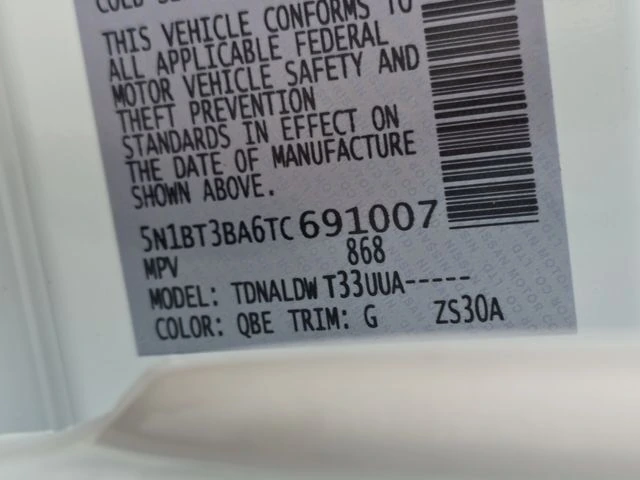 THIS VEHICLE CONFORMS TO
ALL APPLICABLE FEDERAL
MOTOR VEHICLE SAFETY AND
THEFT PREVENTION
STANDARDS IN EFFECT ON
THE DATE OF MANUFACTURE
SHOWN ABOVE.
5N1BT3BA6TC691007
MPV 868
MODEL: TDNALDW T33UUA-----
COLOR: QBE TRIM: G ZS30A